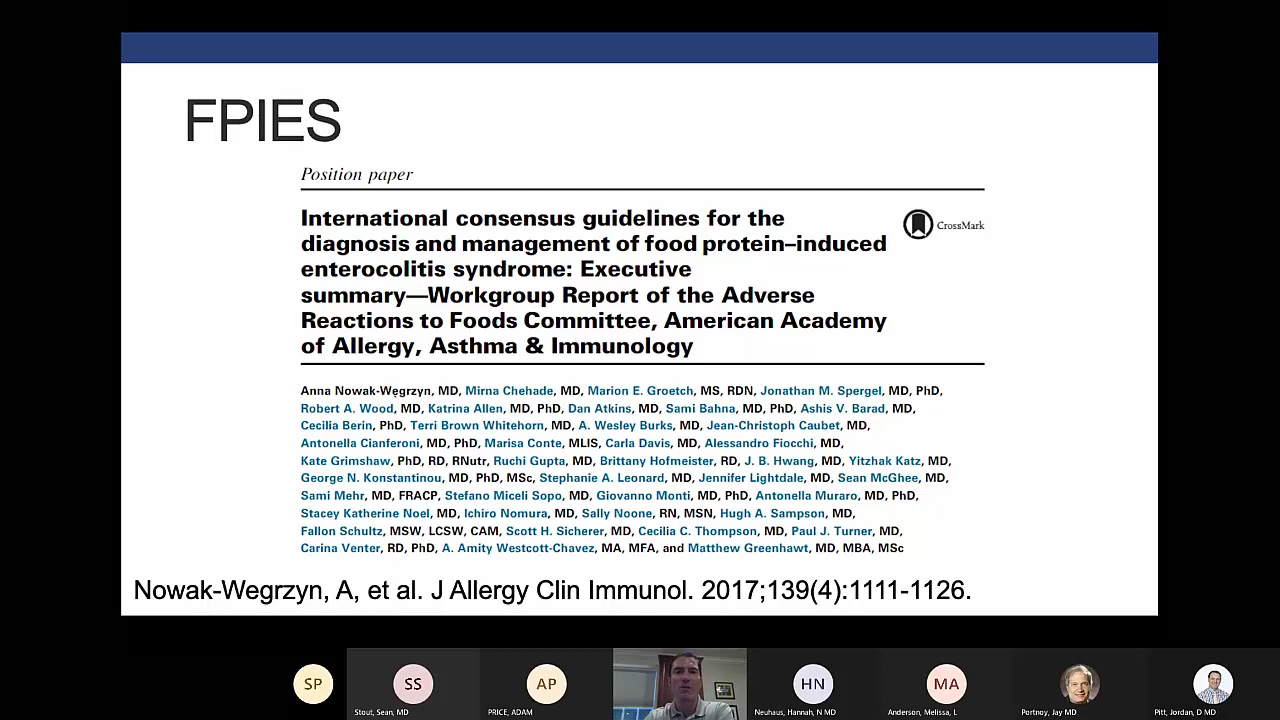 FPIES
Position paper
International consensus guidelines for the
diagnosis and management of food protein–induced
enterocolitis syndrome: Executive
summary—Workgroup Report of the Adverse
Reactions to Foods Committee, American Academy
of Allergy, Asthma & Immunology
CrossMark
Anna Nowak-Węgrzyn, MD, Mirna Chehade, MD, Marion E. Groetch, MS, RDN, Jonathan M. Spergel, MD, PhD,
Robert A. Wood, MD, Katrina Allen, MD, PhD, Dan Atkins, MD, Sami Bahna, MD, PhD, Ashis V. Barad, MD,
Cecilia Berin, PhD, Terri Brown Whitehorn, MD, A. Wesley Burks, MD, Jean-Christoph Caubet, MD,
Antonella Cianferoni, MD, PhD, Marisa Conte, MLIS, Carla Davis, MD, Alessandro Fiocchi, MD,
Kate Grimshaw, PhD, RD, RNutr, Ruchi Gupta, MD, Brittany Hofmeister, RD, J. B. Hwang, MD, Yitzhak Katz, MD,
George N. Konstantinou, MD, PhD, MSc, Stephanie A. Leonard, MD, Jennifer Lightdale, MD, Sean McGhee, MD,
Sami Mehr, MD, FRACP, Stefano Miceli Sopo, MD, Giovanno Monti, MD, PhD, Antonella Muraro, MD, PhD,
Stacey Katherine Noel, MD, Ichiro Nomura, MD, Sally Noone, RN, MSN, Hugh A. Sampson, MD,
Fallon Schultz, MSW, LCSW, CAM, Scott H. Sicherer, MD, Cecilia C. Thompson, MD, Paul J. Turner, MD,
Carina Venter, RD, PhD, A. Amity Westcott-Chavez, MA, MFA, and Matthew Greenhawt, MD, MBA, MSc
Nowak-Wegrzyn, A, et al. J Allergy Clin Immunol. 2017;139(4):1111-1126.
SP
SS
AP
HN
MA
Stout, Sean, MD
PRICE, ADAM
Neuhaus, Hannah, N MD
Anderson, Melissa, L
Portnoy, Jay MD
Pitt, Jordan, D MD